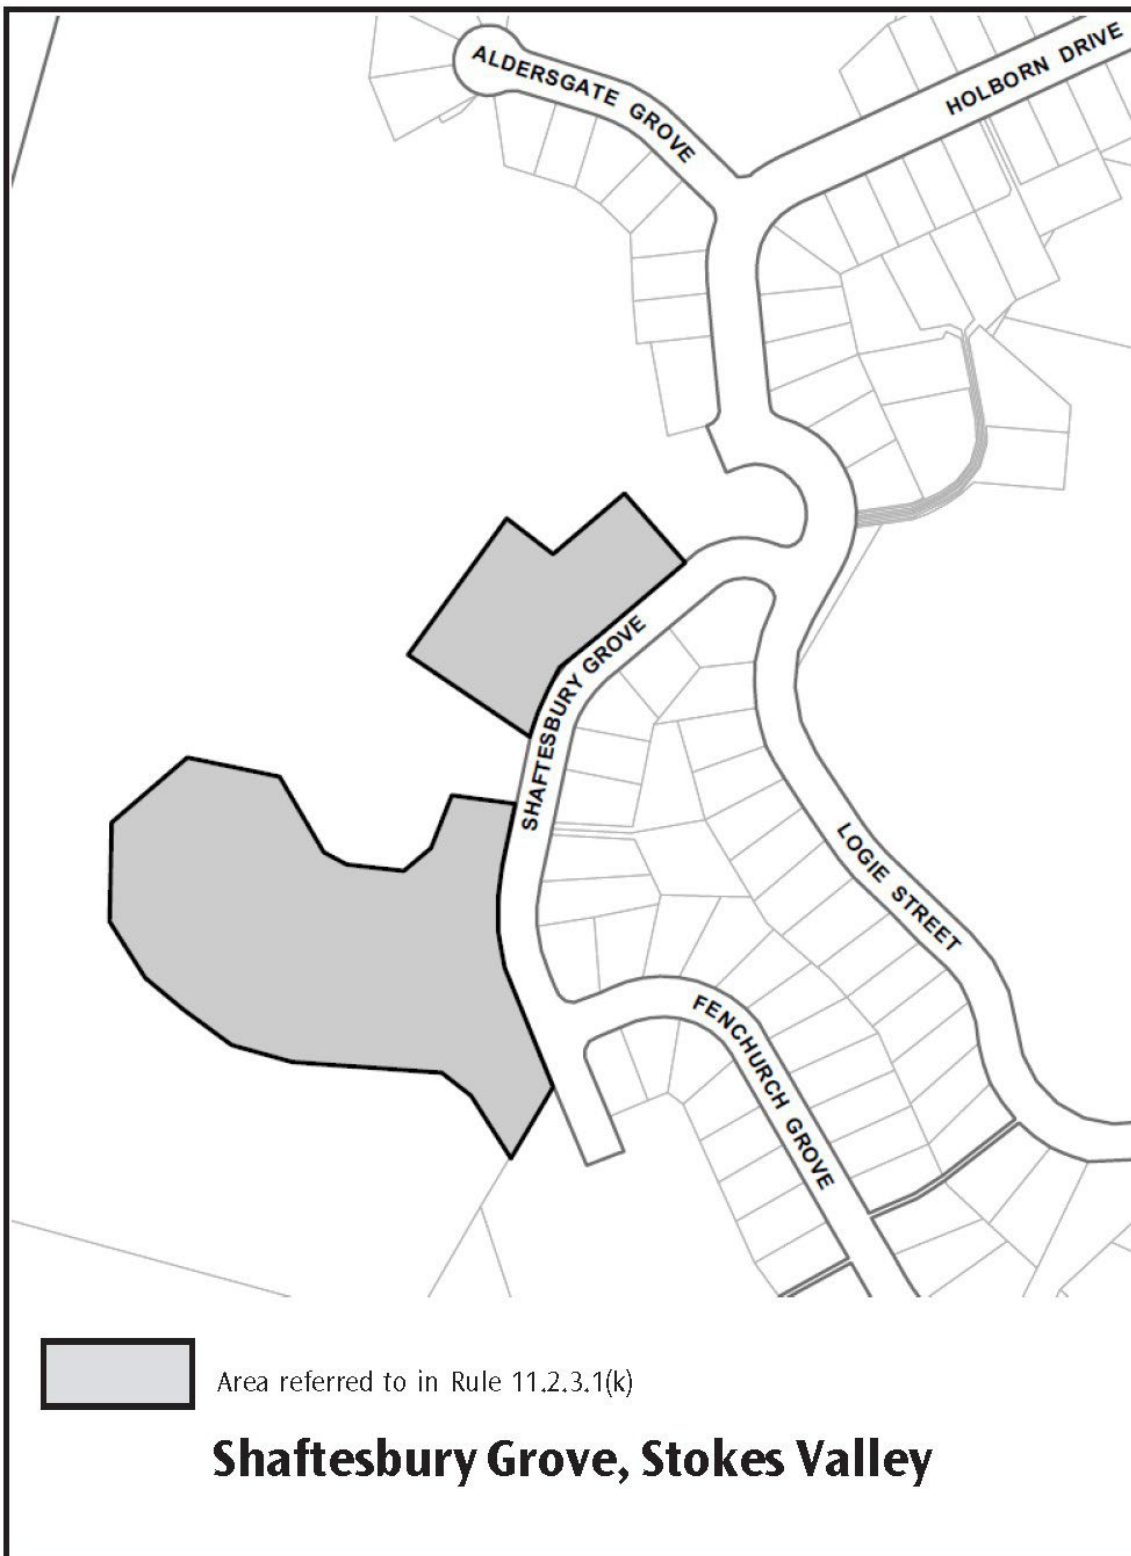 ALDERSGATE GROVE
HOLBORN DRIVE
SHAFTESBURY GROVE
LOGIE STREET
FENCHURCH GROVE
Area referred to in Rule 11.2.3.1(k)
Shaftesbury Grove, Stokes Valley